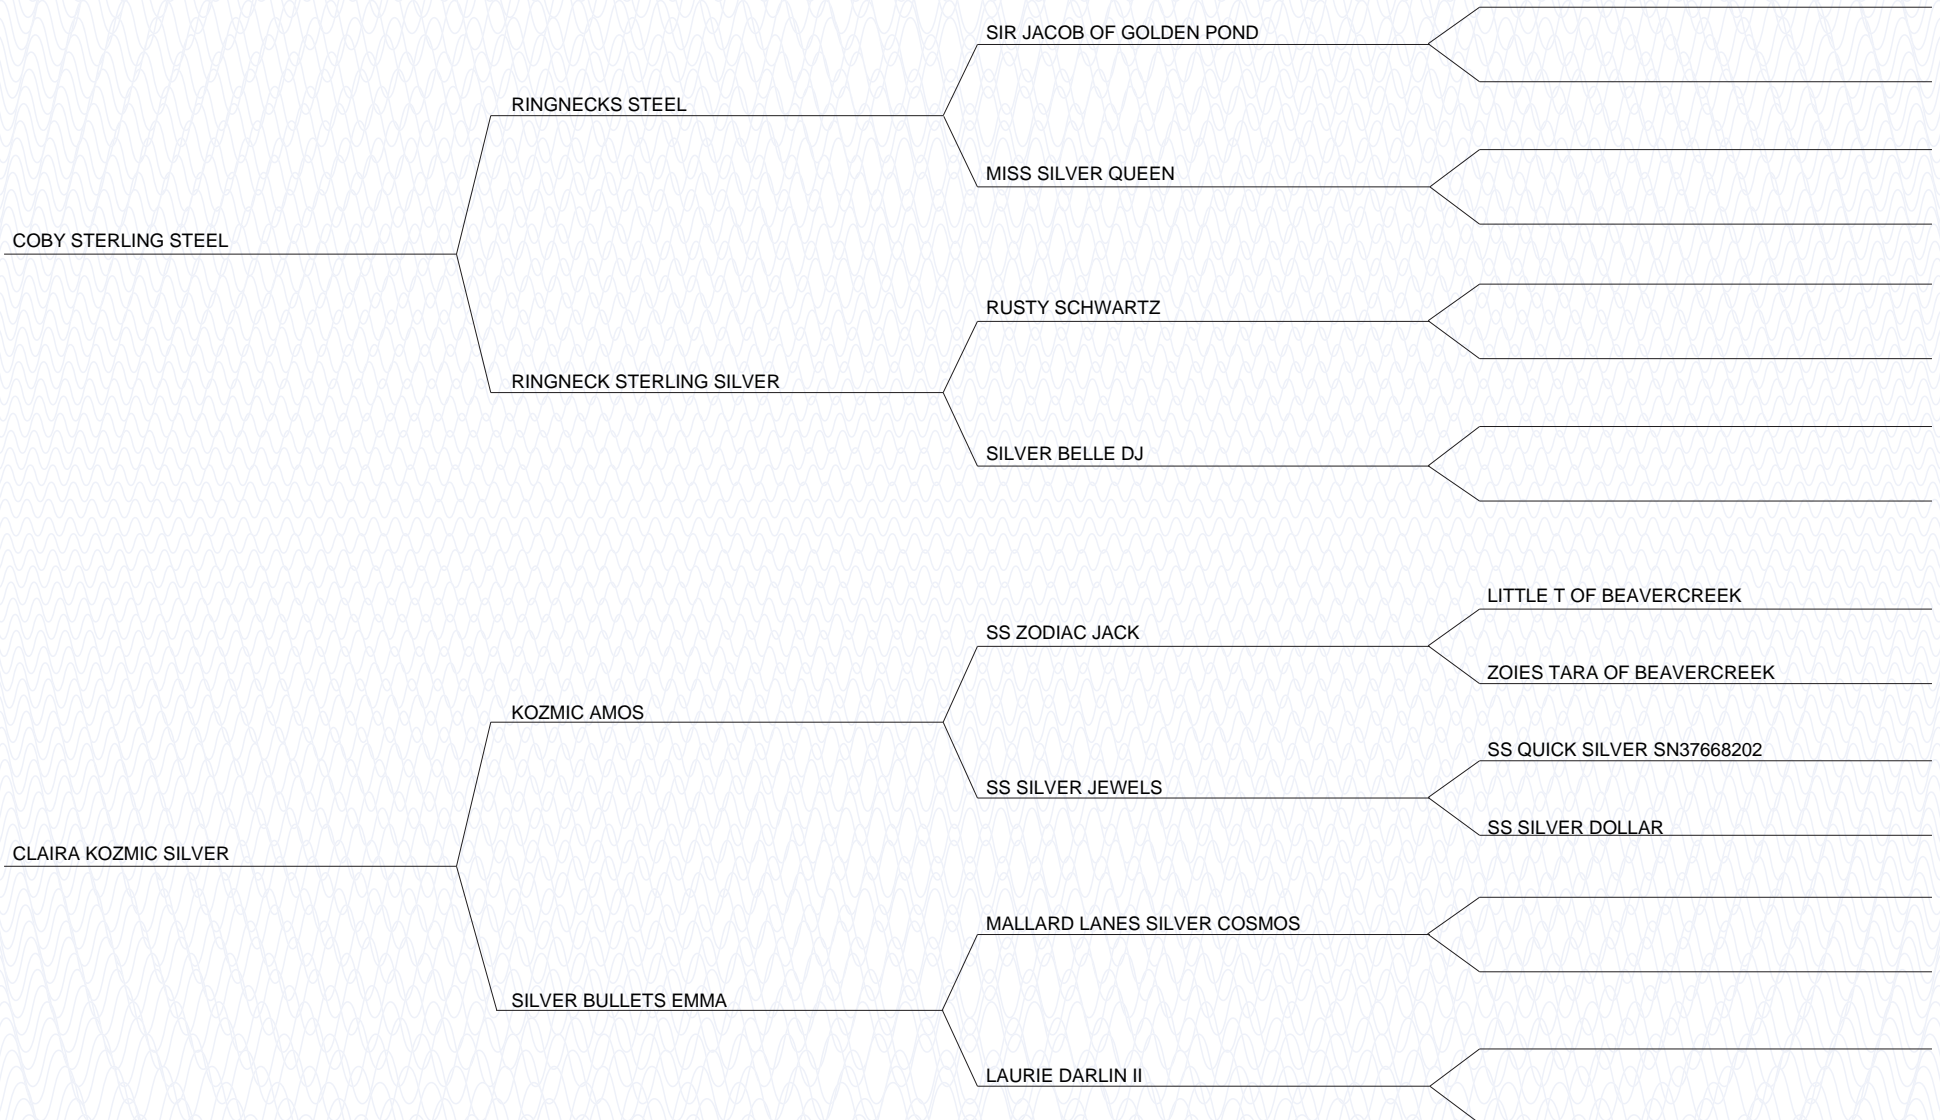 SIR JACOB OF GOLDEN POND
RINGNECKS STEEL
MISS SILVER QUEEN
COBY STERLING STEEL
RUSTY SCHWARTZ
RINGNECK STERLING SILVER
SILVER BELLE DJ
LITTLE T OF BEAVERCREEK
SS ZODIAC JACK
ZOIES TARA OF BEAVERCREEK
KOZMIC AMOS
SS QUICK SILVER SN37668202
SS SILVER JEWELS
SS SILVER DOLLAR
CLAIRA KOZMIC SILVER
MALLARD LANES SILVER COSMOS
SILVER BULLETS EMMA
LAURIE DARLIN II